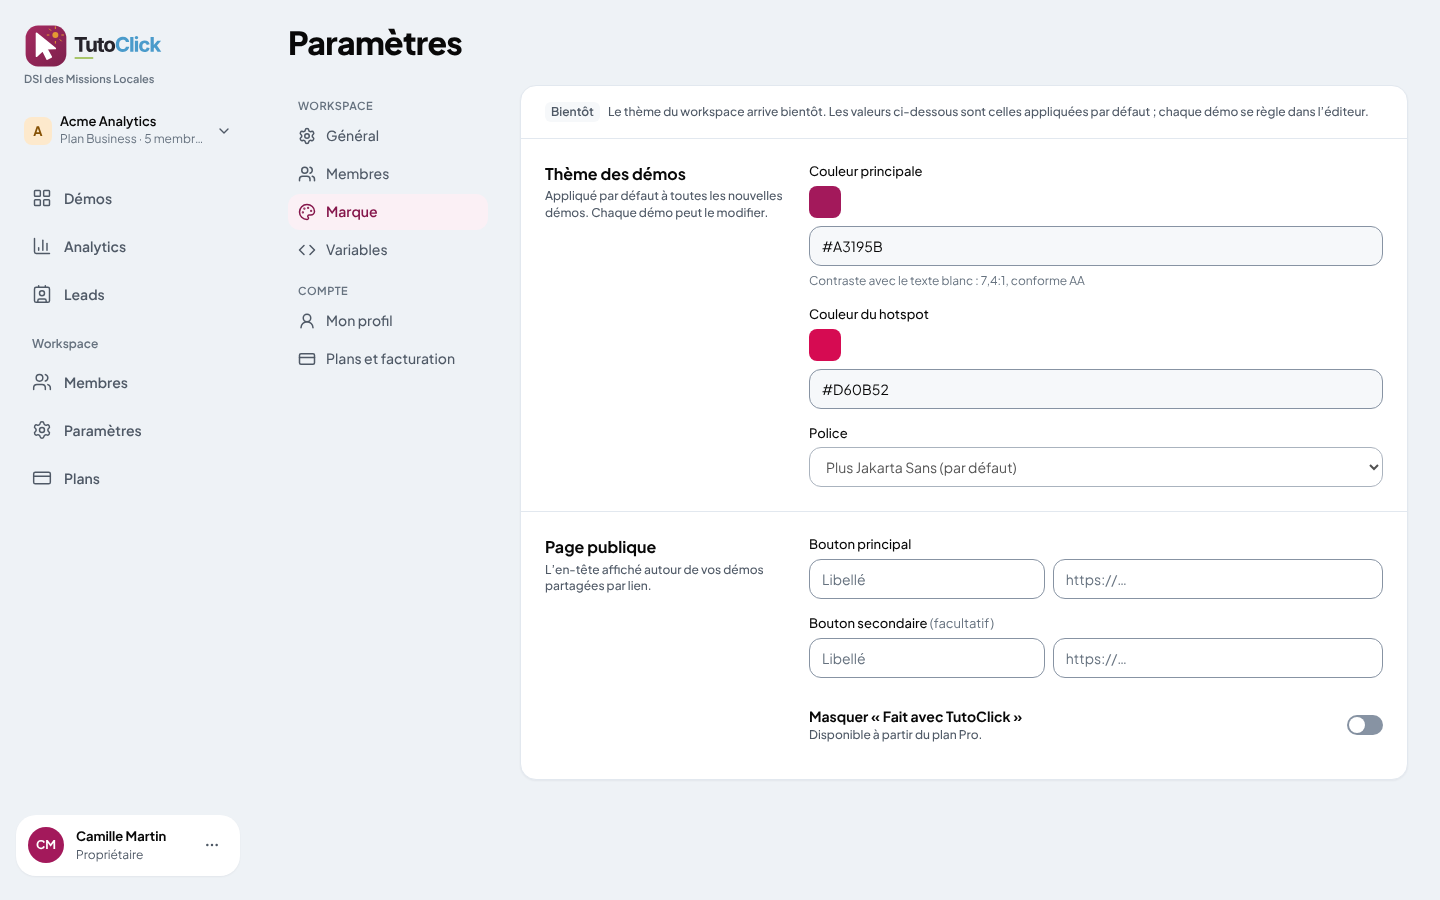 TutoClick
DSI des Missions Locales
A
Acme Analytics
Plan Business · 5 membr...
Démos
Analytics
Leads
Workspace
Membres
Paramètres
Plans
CM
Camille Martin
Propriétaire
Paramètres
WORKSPACE
Général
Membres
Marque
Variables
COMPTE
Mon profil
Plans et facturation
Bientôt Le thème du workspace arrive bientôt. Les valeurs ci-dessous sont celles appliquées par défaut ; chaque démo se règle dans l'éditeur.
Thème des démos
Appliqué par défaut à toutes les nouvelles
démos. Chaque démo peut le modifier.
Couleur principale
#A3195B
Contraste avec le texte blanc : 7,4:1, conforme AA
Couleur du hotspot
#D60B52
Police
Plus Jakarta Sans (par défaut)
Page publique
L'en-tête affiché autour de vos démos
partagées par lien.
Bouton principal
Libellé https://...
Bouton secondaire (facultatif)
Libellé https://...
Masquer « Fait avec TutoClick »
Disponible à partir du plan Pro.